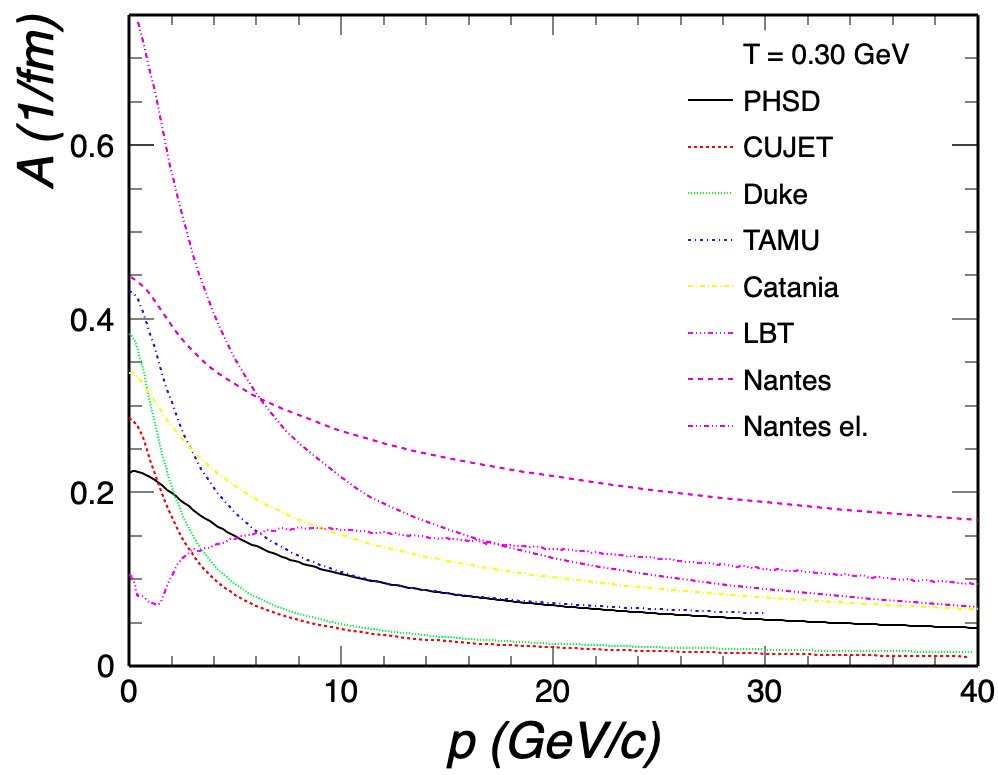 A (1/fm)
0.6
0.4
0.2
0
0 10 20 30 40
p (GeV/c)
T = 0.30 GeV
PHSD
CUJET
Duke
TAMU
Catania
LBT
Nantes
Nantes el.